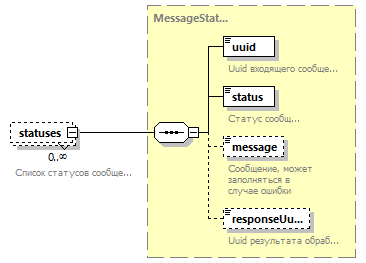 MessageStat...
uuid
Uuid входящего сообще...
status
Статус сообщ...
statuses
0..∞
Список статусов сообще...
message
Сообщение, может
заполняться в
случае ошибки
responseUu...
Uuid результата обраб...